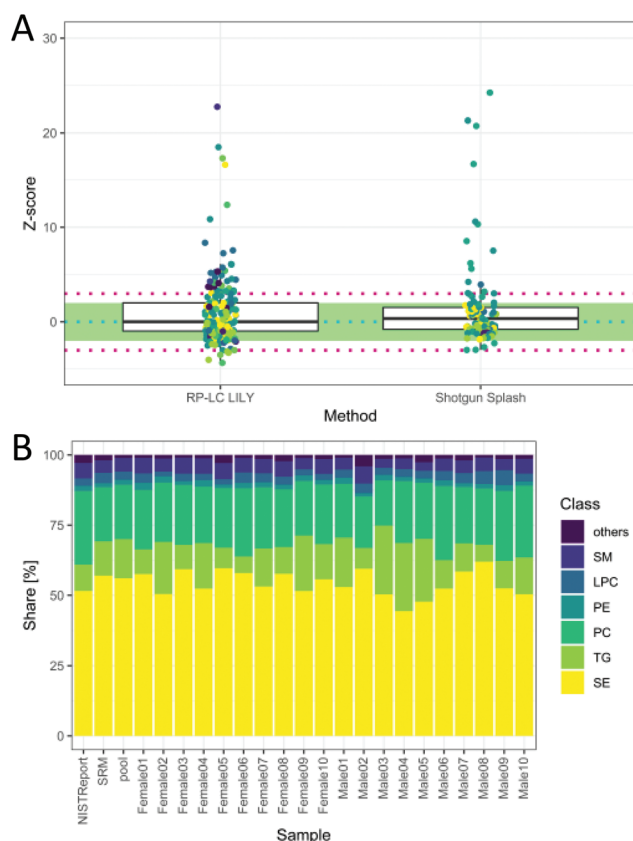 A
30
20
10
0
Z-score
RP-LC LILY
Shotgun Splash
Method
B
100
75
50
25
0
Share [%]
NISTReport
SRM
pool
Female01
Female02
Female03
Female04
Female05
Female06
Female07
Female08
Female09
Female10
Male01
Male02
Male03
Male04
Male05
Male06
Male07
Male08
Male09
Male10
Sample
Class
others
SM
LPC
PE
PC
TG
SE